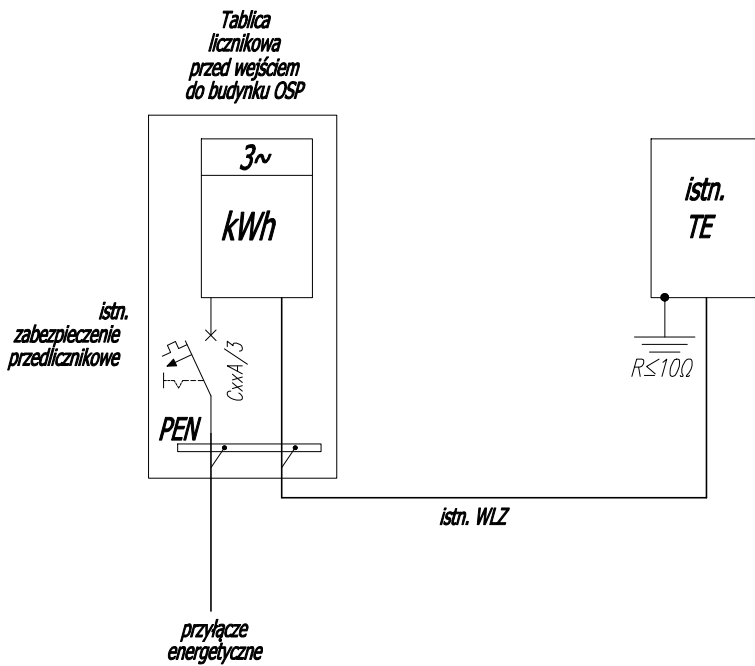 Tablica
licznikowa
przed wejściem
do budynku OSP
3~
kWh
istn.
TE
istn.
zabezpieczenie
przedlicznikowe
CxxA/3
R≤10Ω
PEN
istn. WLZ
przyłącze
energetyczne